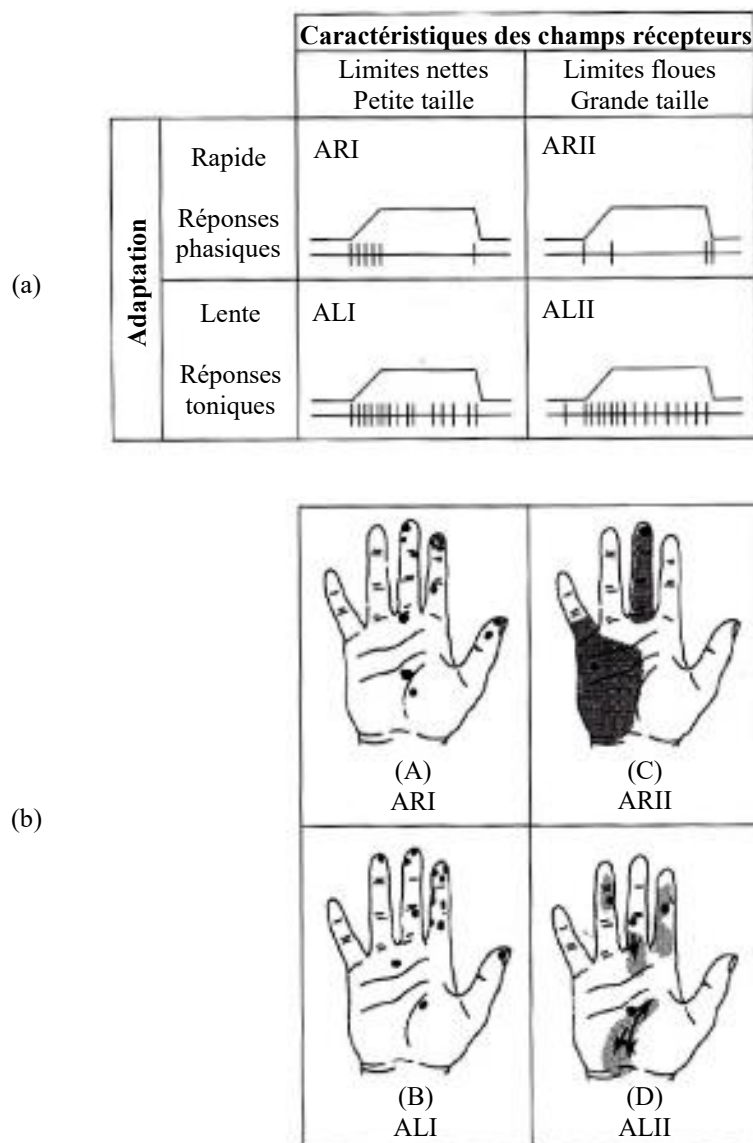 Caractéristiques des champs récepteurs
Limites nettes
Petite taille
Limites floues
Grande taille
(a)
Adaptation
Rapide
Réponses
phasiques
ARI
ARII
Lente
Réponses
toniques
ALI
ALII
(b)
(A)
ARI
(C)
ARII
(B)
ALI
(D)
ALII